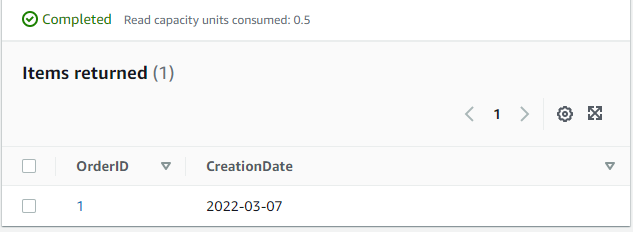 Completed Read capacity units consumed: 0.5
Items returned (1)
1
OrderID CreationDate
1 2022-03-07